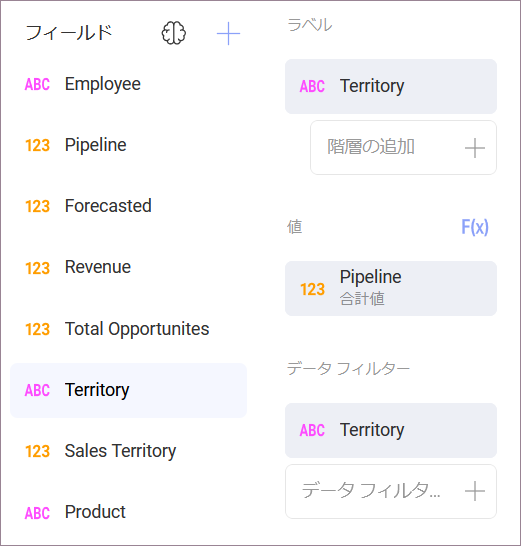 フィールド
ABC Employee
123 Pipeline
123 Forecasted
123 Revenue
123 Total Opportunites
ABC Territory
123 Sales Territory
ABC Product
ラベル
ABC Territory
階層の追加
値 F(x)
123 Pipeline
合計値
データ フィルター
ABC Territory
データ フィルタ...